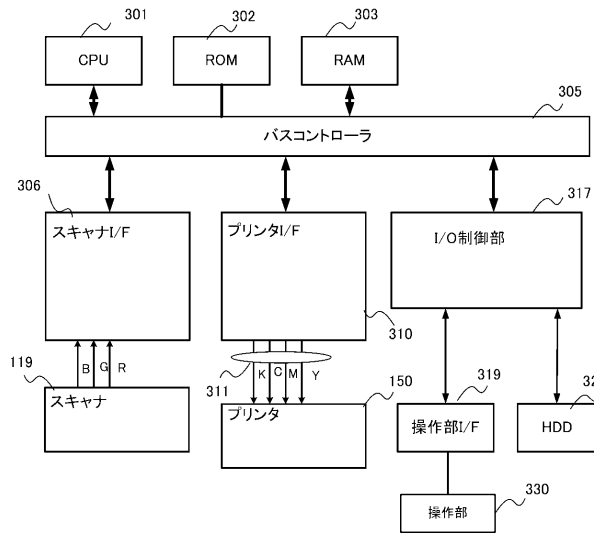 301
302
303
CPU
ROM
RAM
305
バスコントローラ
306
317
スキャナI/F
プリンタI/F
I/O制御部
310
119
B G R
311
K C M Y
150
319
スキャナ
プリンタ
操作部I/F
HDD
330
操作部